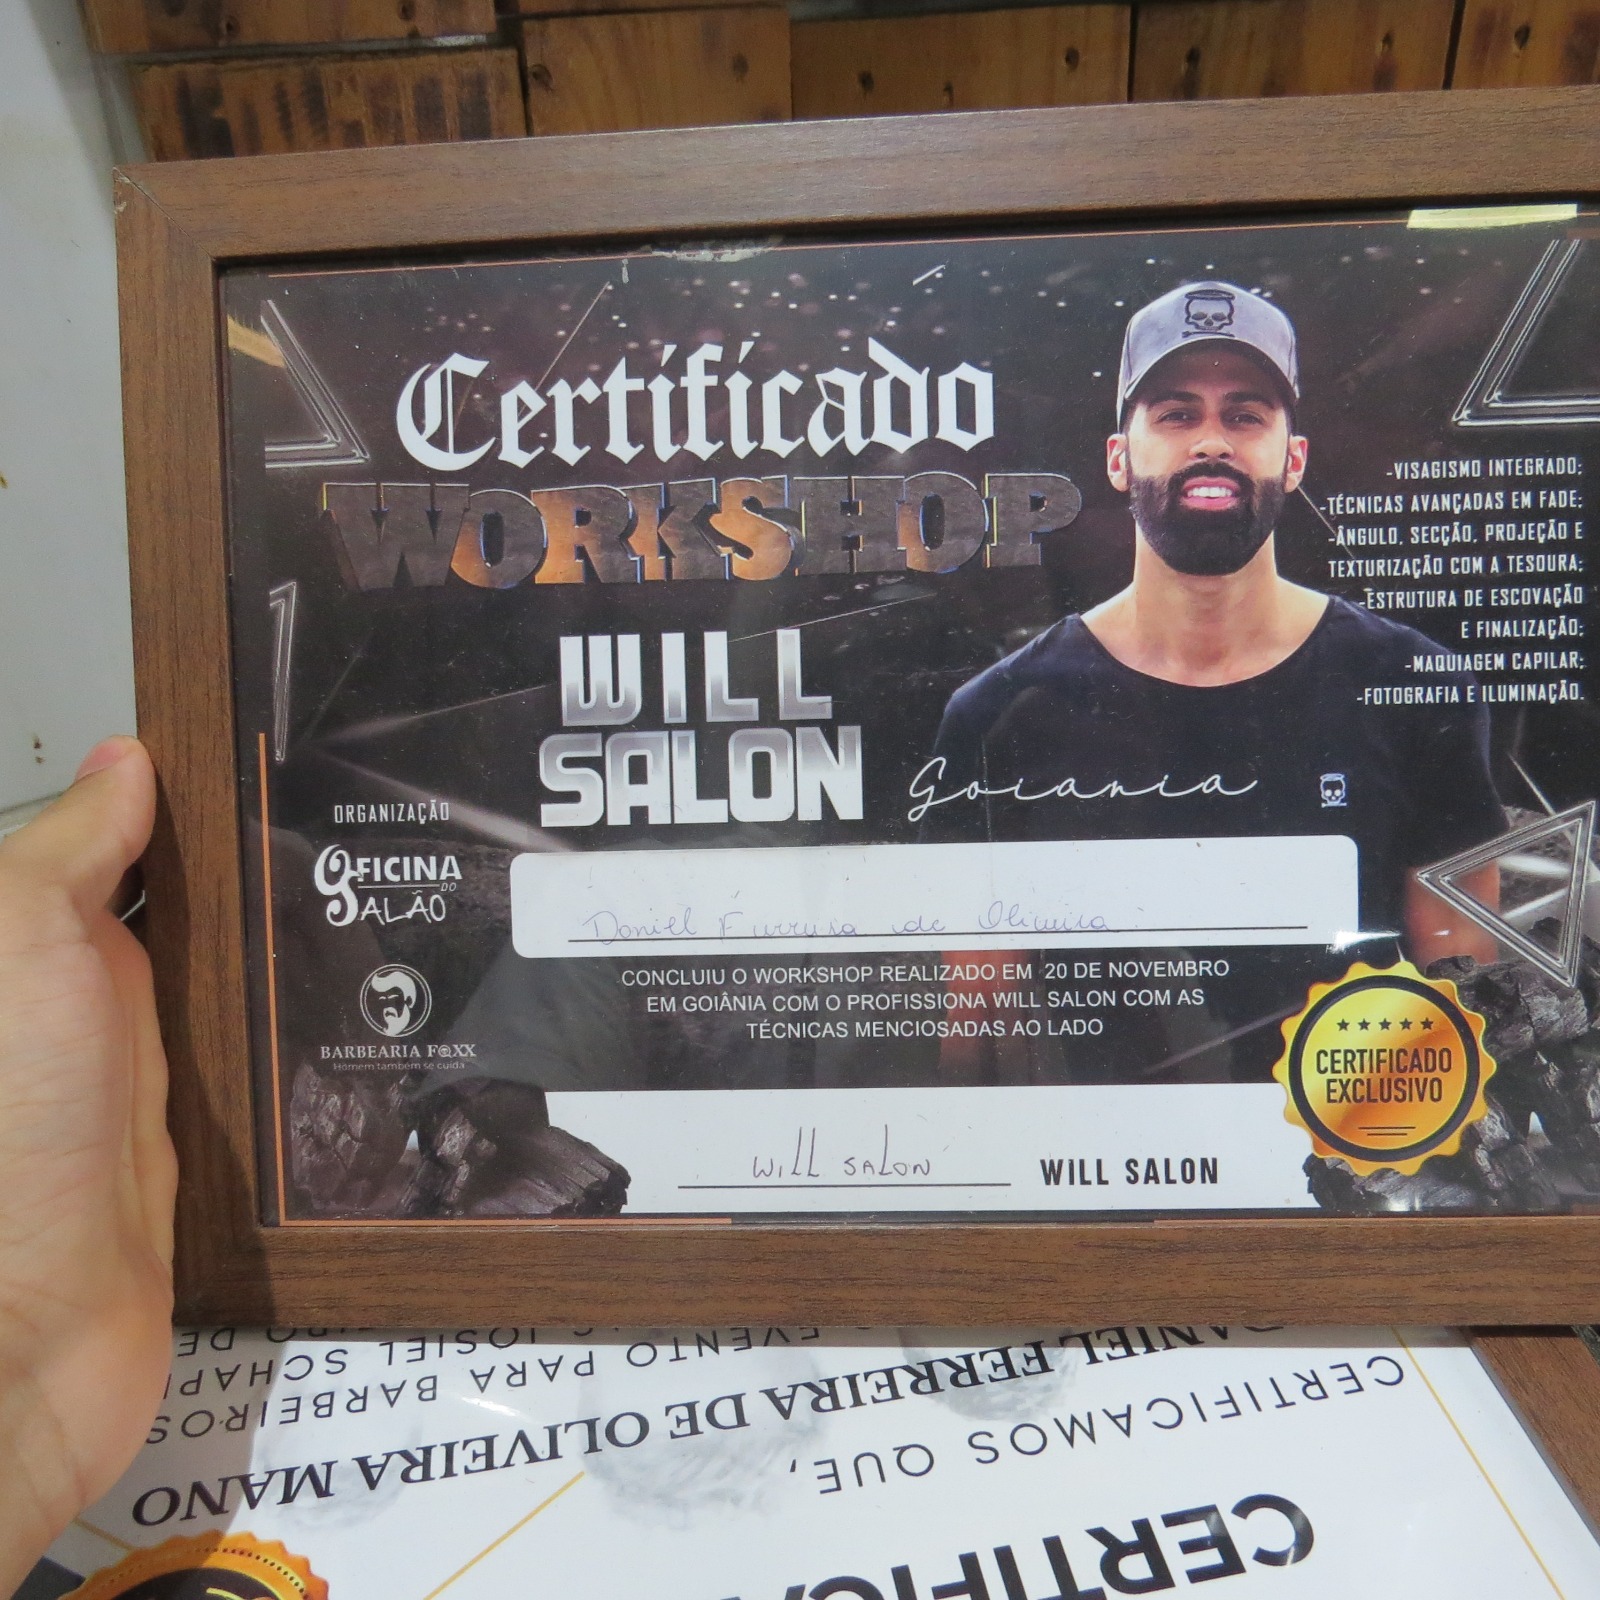 Certificado
WORKSHOP
WILL
SALON
Goiania
-VISAGISMO INTEGRADO;
-TÉCNICAS AVANÇADAS EM FADE;
-ÂNGULO, SECÇÃO, PROJEÇÃO E
TEXTURIZAÇÃO COM A TESOURA;
-ESTRUTURA DE ESCOVAÇÃO
E FINALIZAÇÃO;
-MAQUIAGEM CAPILAR;
-FOTOGRAFIA E ILUMINAÇÃO.
ORGANIZAÇÃO
OFICINA
DO
SALÃO
BARBEARIA FOXX
Homem também se cuida
Daniel Ferreira de Oliveira
CONCLUIU O WORKSHOP REALIZADO EM 20 DE NOVEMBRO
EM GOIÂNIA COM O PROFISSIONA WILL SALON COM AS
TÉCNICAS MENCIOSADAS AO LADO
CERTIFICADO
EXCLUSIVO
WILL SALON
WILL SALON
CERTIFICAMOS QUE,
DANIEL FERREIRA DE OLIVEIRA MANO
EVENTO PARA BARBEIROS
JOSIEL